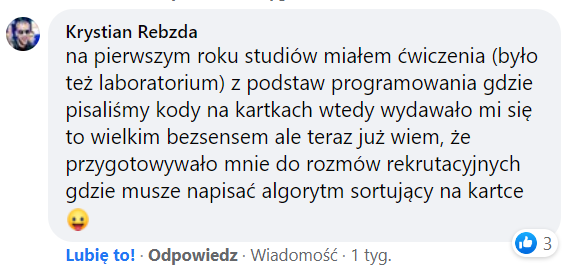 Krystian Rebzda
na pierwszym roku studiów miałem ćwiczenia (było
też laboratorium) z podstaw programowania gdzie
pisaliśmy kody na kartkach wtedy wydawało mi się
to wielkim bezsensem ale teraz już wiem, że
przygotowywało mnie do rozmów rekrutacyjnych
gdzie musze napisać algorytm sortujący na kartce
3
Lubię to! · Odpowiedz · Wiadomość · 1 tyg.